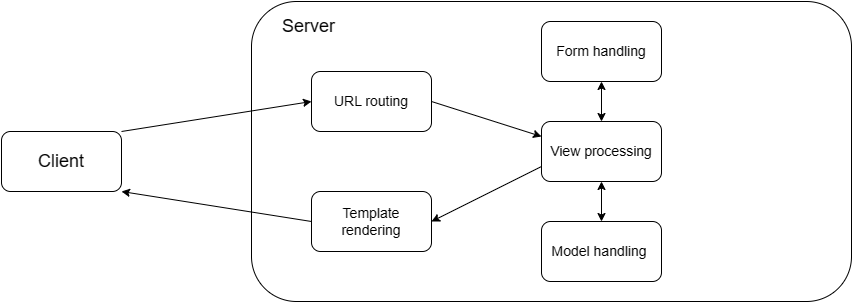 Server
Form handling
URL routing
Client
View processing
Template
rendering
Model handling